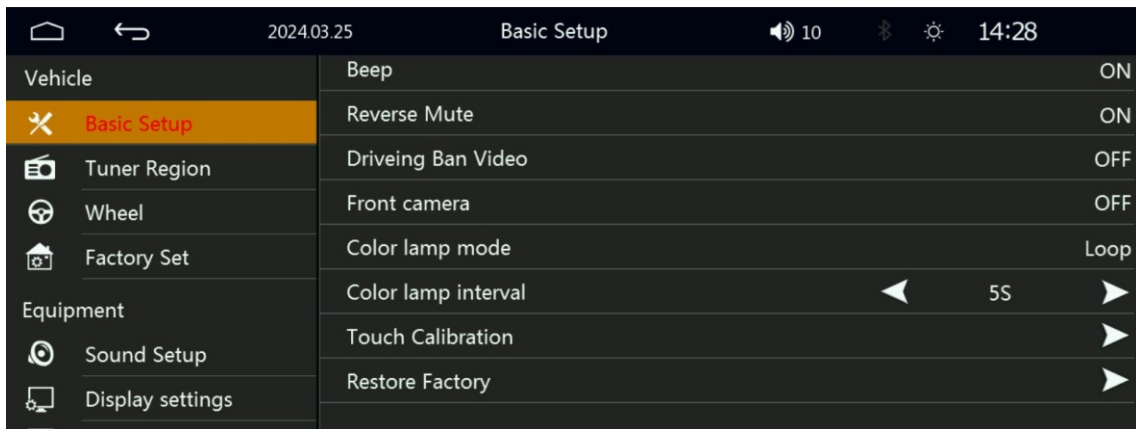 2024.03.25 Basic Setup 10 14:28
Vehicle
Basic Setup
Tuner Region
Wheel
Factory Set
Equipment
Sound Setup
Display settings
Beep ON
Reverse Mute ON
Driveing Ban Video OFF
Front camera OFF
Color lamp mode Loop
Color lamp interval 5S
Touch Calibration
Restore Factory